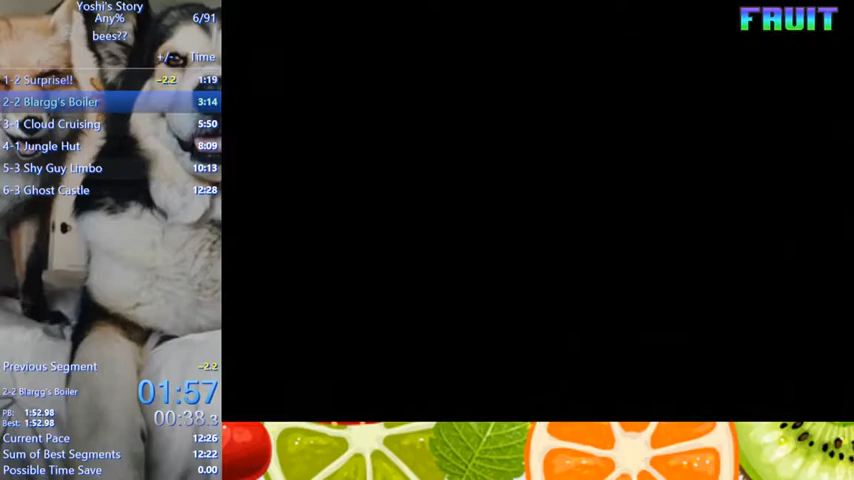 Yoshi's Story
Any% 6/91
bees??
+/- Time
1-2 Surprise!! −2.2 1:19
2-2 Blargg's Boiler 3:14
3-1 Cloud Cruising 5:50
4-1 Jungle Hut 8:09
5-3 Shy Guy Limbo 10:13
6-3 Ghost Castle 12:28
Previous Segment −2.2
2-2 Blargg's Boiler 01:57
PB: 1:52.98 00:38.3
Best: 1:52.98
Current Pace 12:26
Sum of Best Segments 12:22
Possible Time Save 0.00
FRUIT